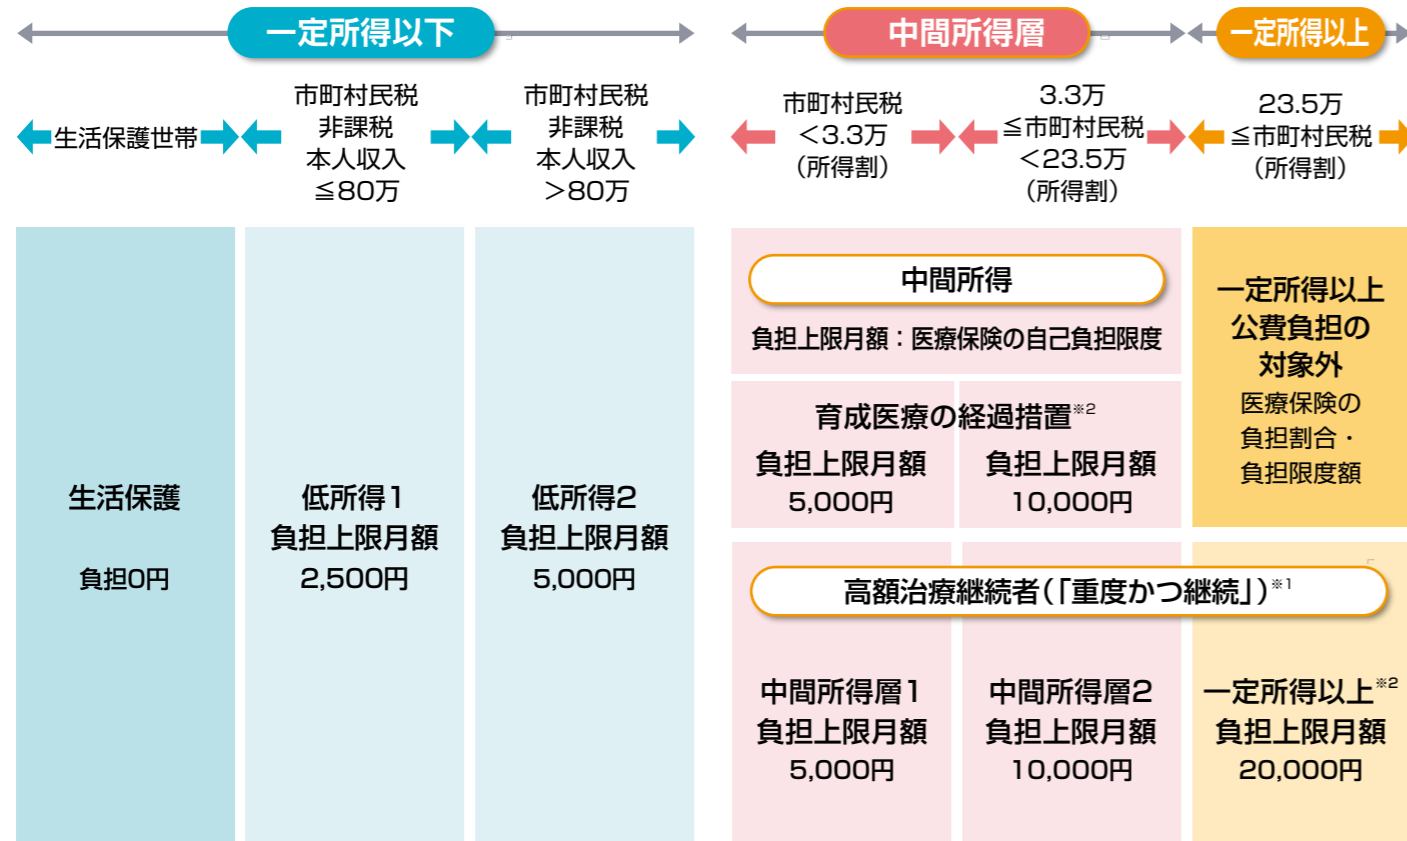 一定所得以下
中間所得層
一定所得以上
生活保護世帯
市町村民税
非課税
本人収入
≦80万
市町村民税
非課税
本人収入
＞80万
市町村民税
＜3.3万
（所得割）
3.3万
≦市町村民税
＜23.5万
（所得割）
23.5万
≦市町村民税
（所得割）
生活保護
負担0円
低所得1
負担上限月額
2,500円
低所得2
負担上限月額
5,000円
中間所得
負担上限月額：医療保険の自己負担限度
育成医療の経過措置※2
負担上限月額
5,000円
負担上限月額
10,000円
一定所得以上
公費負担の
対象外
医療保険の
負担割合・
負担限度額
高額治療継続者（「重度かつ継続」）※1
中間所得層1
負担上限月額
5,000円
中間所得層2
負担上限月額
10,000円
一定所得以上※2
負担上限月額
20,000円